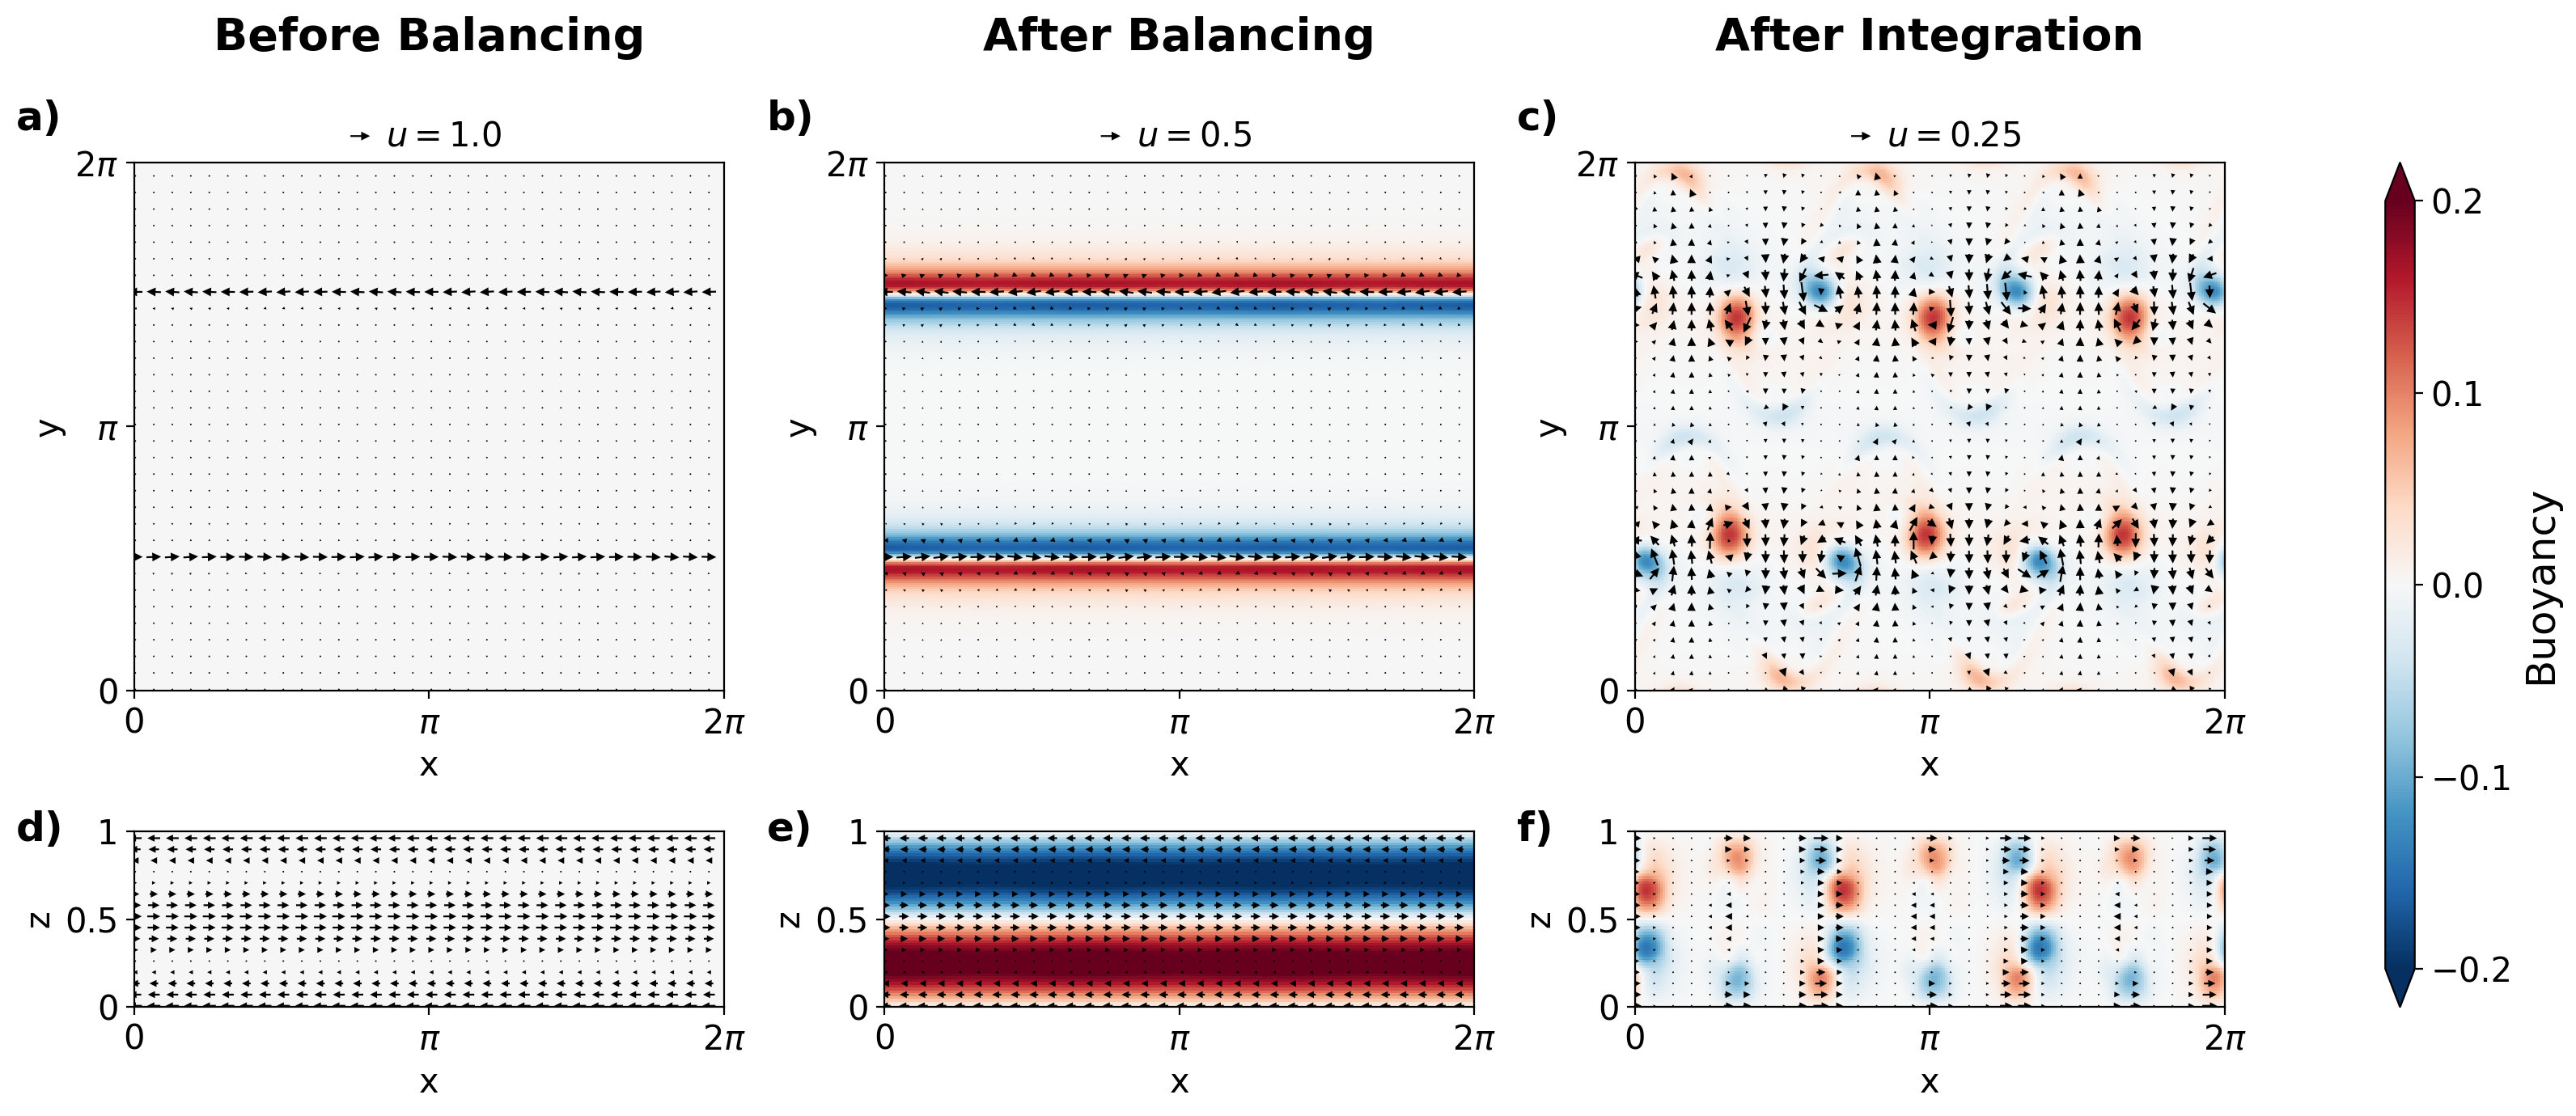 Before Balancing
After Balancing
After Integration
a)
→ u = 1.0
2π
π
0
y
0
π
2π
x
b)
→ u = 0.5
2π
π
0
y
0
π
2π
x
c)
→ u = 0.25
2π
π
0
y
0
π
2π
x
d)
1
0.5
0
z
0
π
2π
x
e)
1
0.5
0
z
0
π
2π
x
f)
1
0.5
0
z
0
π
2π
x
0.2
0.1
0.0
−0.1
−0.2
Buoyancy